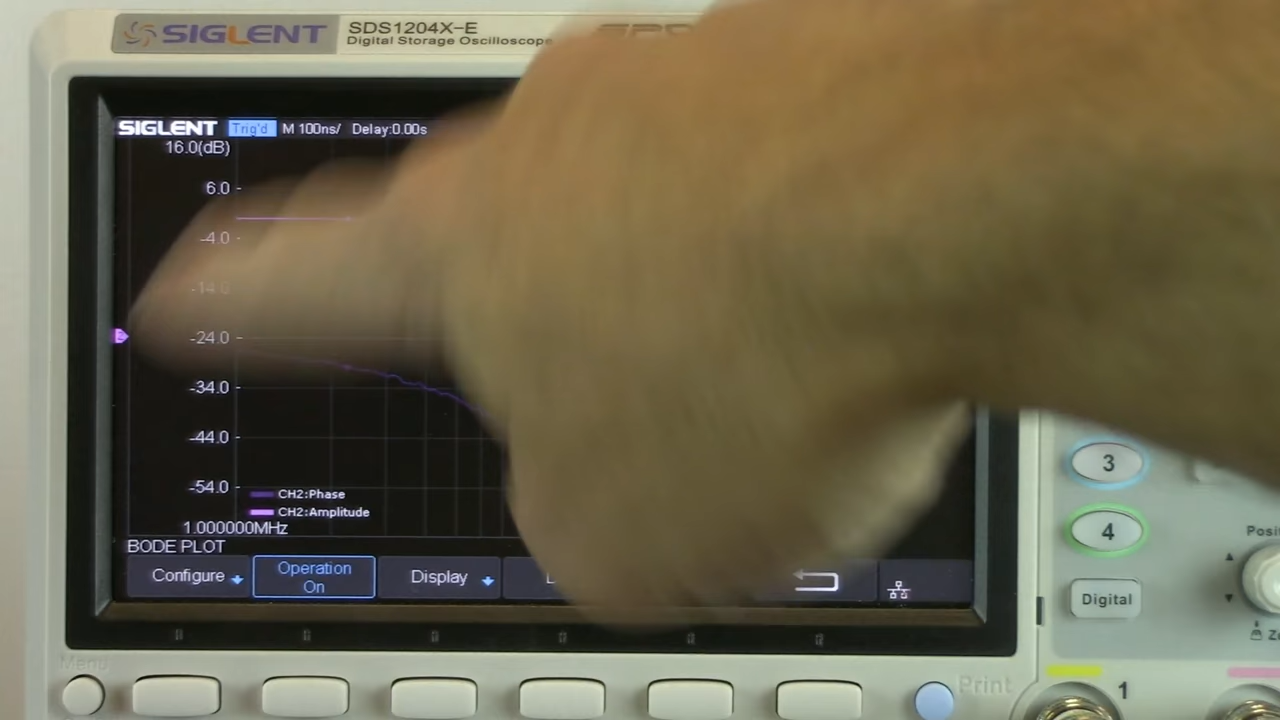 SIGLENT
SDS1204X-E
Digital Storage Oscilloscope
SIGLENT Trig'd M 100ns/ Delay:0.00s
16.0(dB)
6.0
-4.0
-14.0
-24.0
-34.0
-44.0
-54.0
CH2:Phase
CH2:Amplitude
1.000000MHz
BODE PLOT
Configure
Operation
On
Display
3
4
Digital
Menu
Print
1